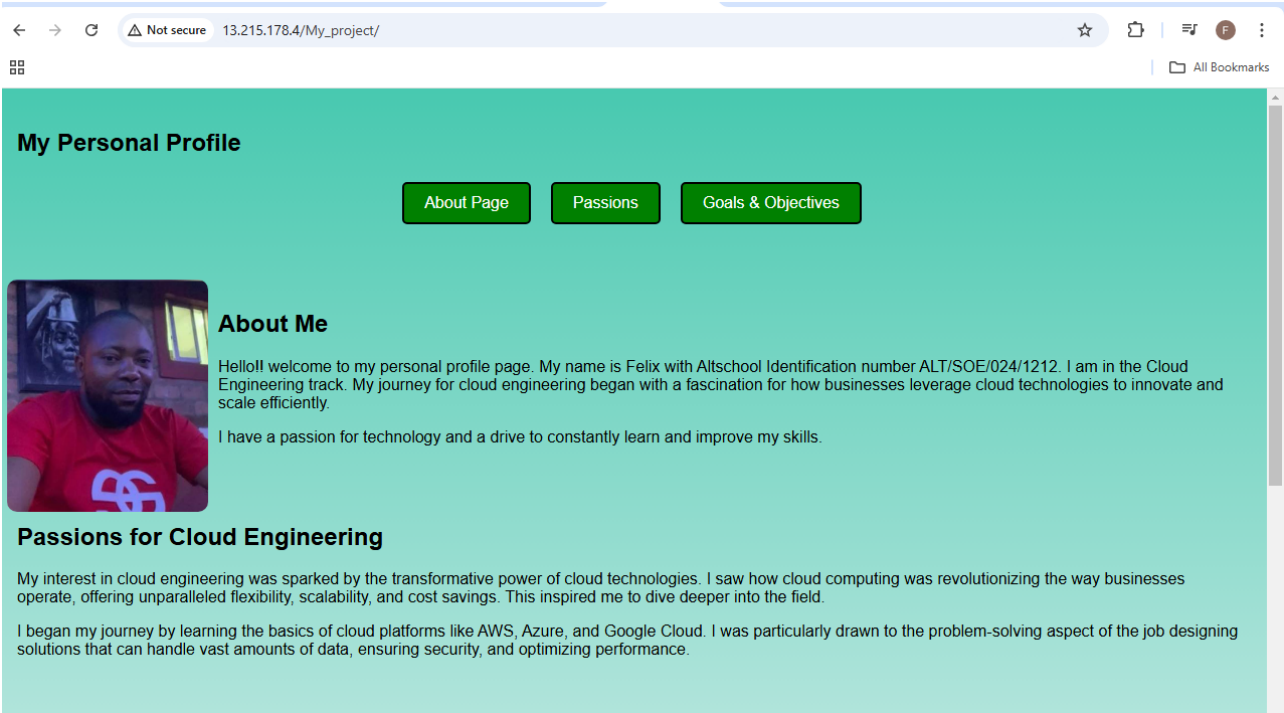 Not secure 13.215.178.4/My_project/
F
All Bookmarks
My Personal Profile
About Page Passions Goals & Objectives
About Me
Hello!! welcome to my personal profile page. My name is Felix with Altschool Identification number ALT/SOE/024/1212. I am in the Cloud
Engineering track. My journey for cloud engineering began with a fascination for how businesses leverage cloud technologies to innovate and
scale efficiently.
I have a passion for technology and a drive to constantly learn and improve my skills.
Passions for Cloud Engineering
My interest in cloud engineering was sparked by the transformative power of cloud technologies. I saw how cloud computing was revolutionizing the way businesses
operate, offering unparalleled flexibility, scalability, and cost savings. This inspired me to dive deeper into the field.
I began my journey by learning the basics of cloud platforms like AWS, Azure, and Google Cloud. I was particularly drawn to the problem-solving aspect of the job designing
solutions that can handle vast amounts of data, ensuring security, and optimizing performance.